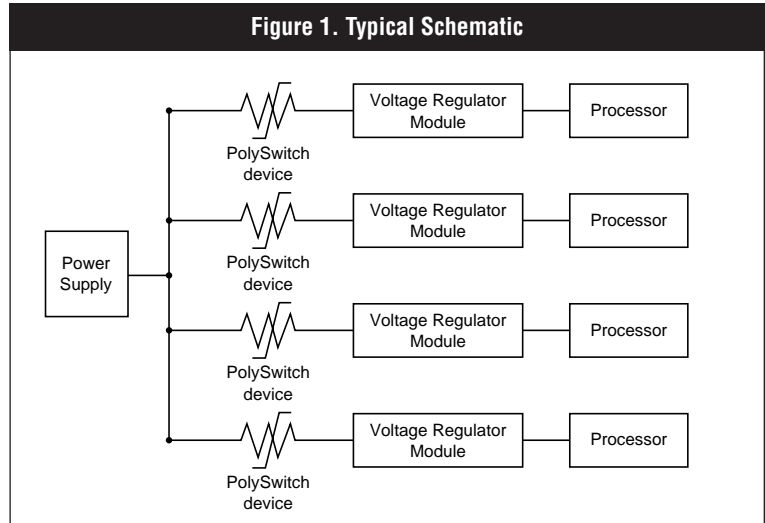 Figure 1. Typical Schematic
PolySwitch
device
Voltage Regulator
Module
Processor
PolySwitch
device
Voltage Regulator
Module
Processor
Power
Supply
PolySwitch
device
Voltage Regulator
Module
Processor
PolySwitch
device
Voltage Regulator
Module
Processor